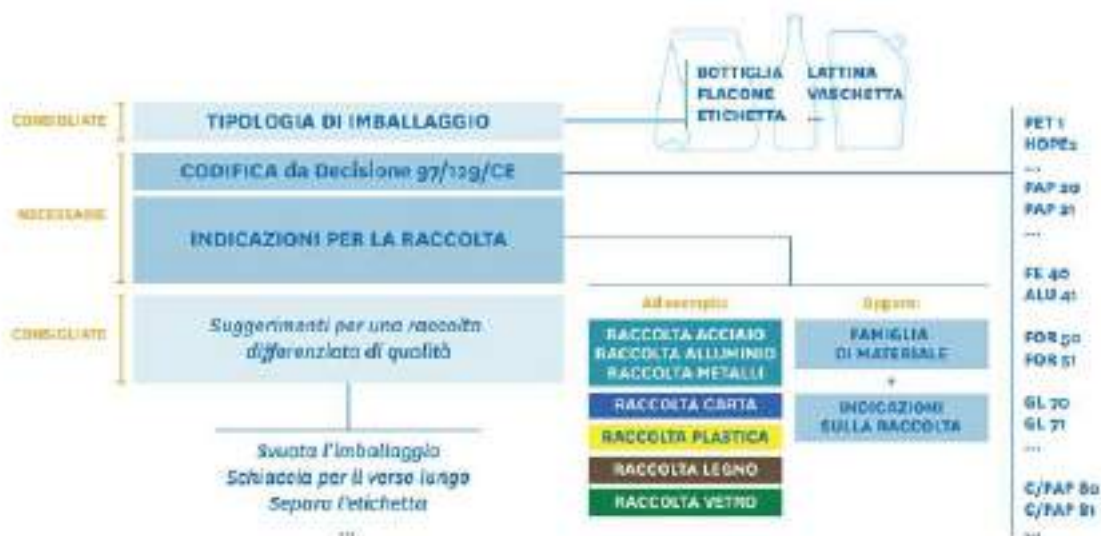 BOTTIGLIA LATTINA
FLACONE VASCHETTA
ETICHETTA ...
CONSIGLIATE
TIPOLOGIA DI IMBALLAGGIO
NECESSARIE
CODIFICA da Decisione 97/129/CE
INDICAZIONI PER LA RACCOLTA
CONSIGLIATE
Suggerimenti per una raccolta
differenziata di qualità
Svuota l'imballaggio
Schiaccia per il verso lungo
Separa l'etichetta
...
Ad esempio:
RACCOLTA ACCIAIO
RACCOLTA ALLUMINIO
RACCOLTA METALLI
RACCOLTA CARTA
RACCOLTA PLASTICA
RACCOLTA LEGNO
RACCOLTA VETRO
Oppure:
FAMIGLIA
DI MATERIALE
+
INDICAZIONI
SULLA RACCOLTA
PET 1
HDPE2
...
PAP 20
PAP 21
...
FE 40
ALU 41
FOR 50
FOR 51
GL 70
GL 71
...
C/PAP 80
C/PAP 81
...